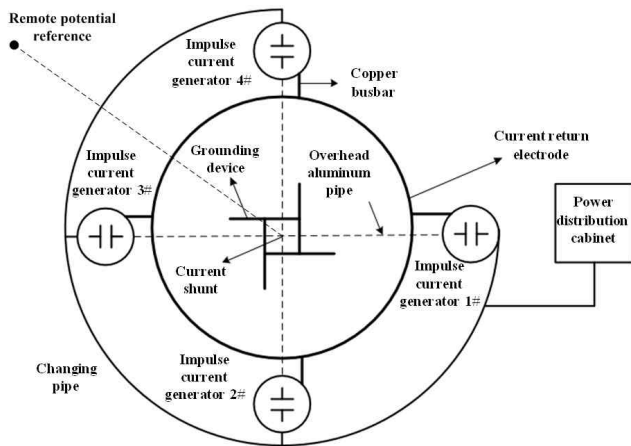 Remote potential
reference
Impulse
current
generator 4#
Copper
busbar
Impulse
current
generator 3#
Grounding
device
Overhead
aluminum
pipe
Current return
electrode
Power
distribution
cabinet
Current
shunt
Impulse
current
generator 1#
Changing
pipe
Impulse
current
generator 2#